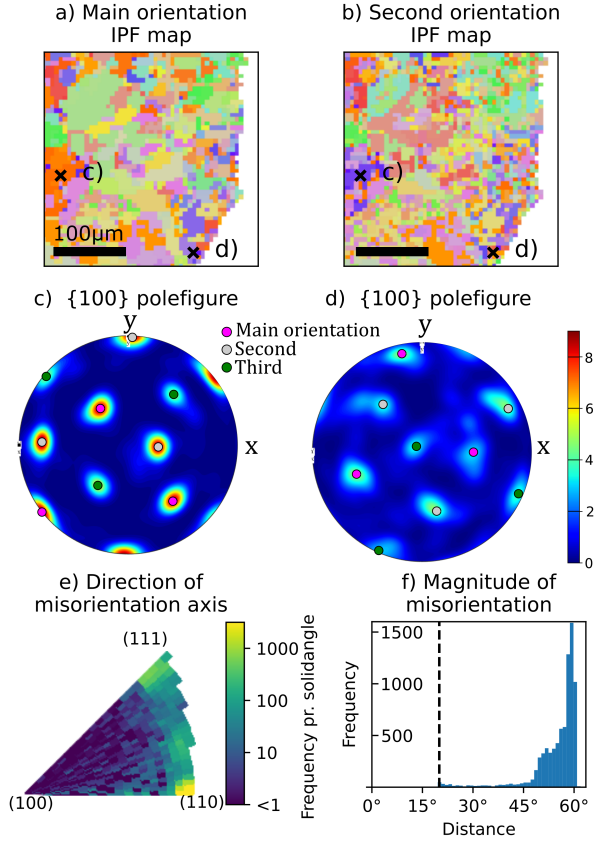 a) Main orientation
IPF map
b) Second orientation
IPF map
c)
100μm
d)
c)
d)
c) {100} polefigure
d) {100} polefigure
y
Main orientation
Second
Third
x
y
x
8
6
4
2
0
e) Direction of
misorientation axis
(111)
(100)
(110)
1000
100
10
<1
Frequency pr. solidangle
f) Magnitude of
misorientation
1500
1000
500
Frequency
0° 15° 30° 45° 60°
Distance